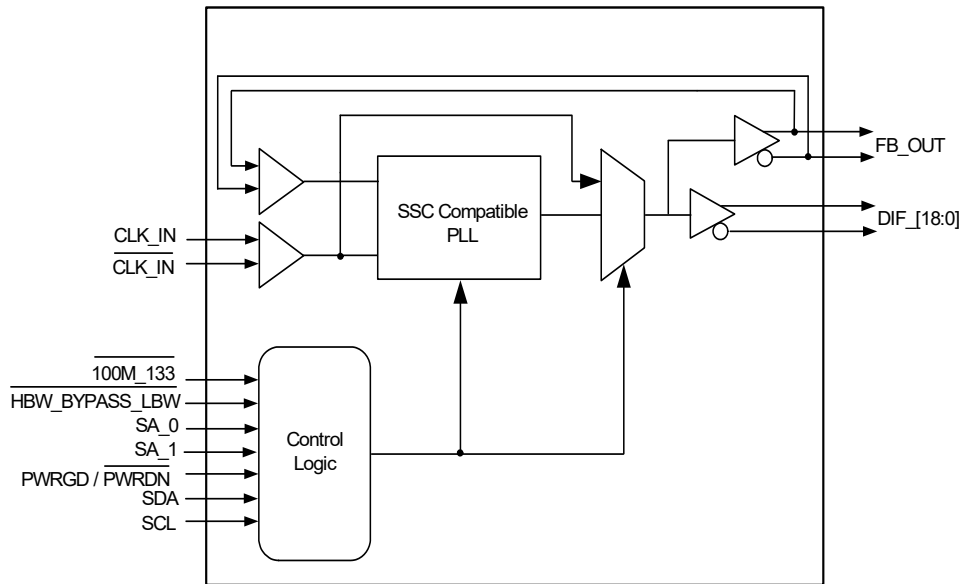 FB_OUT
SSC Compatible
PLL
DIF_[18:0]
CLK_IN
CLK_IN
100M_133
HBW_BYPASS_LBW
SA_0
SA_1
PWRGD / PWRDN
SDA
SCL
Control
Logic